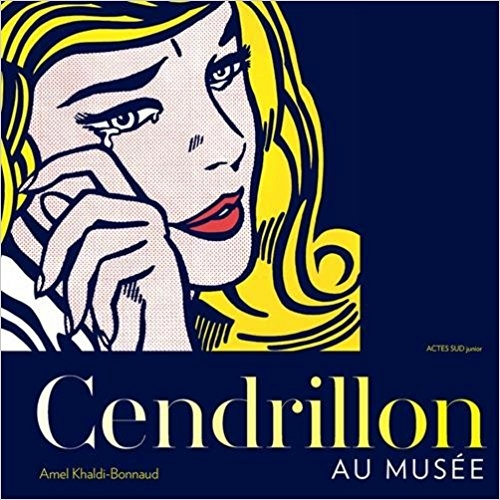 ACTES SUD junior
Cendrillon
AU MUSÉE
Amel Khaldi-Bonnaud